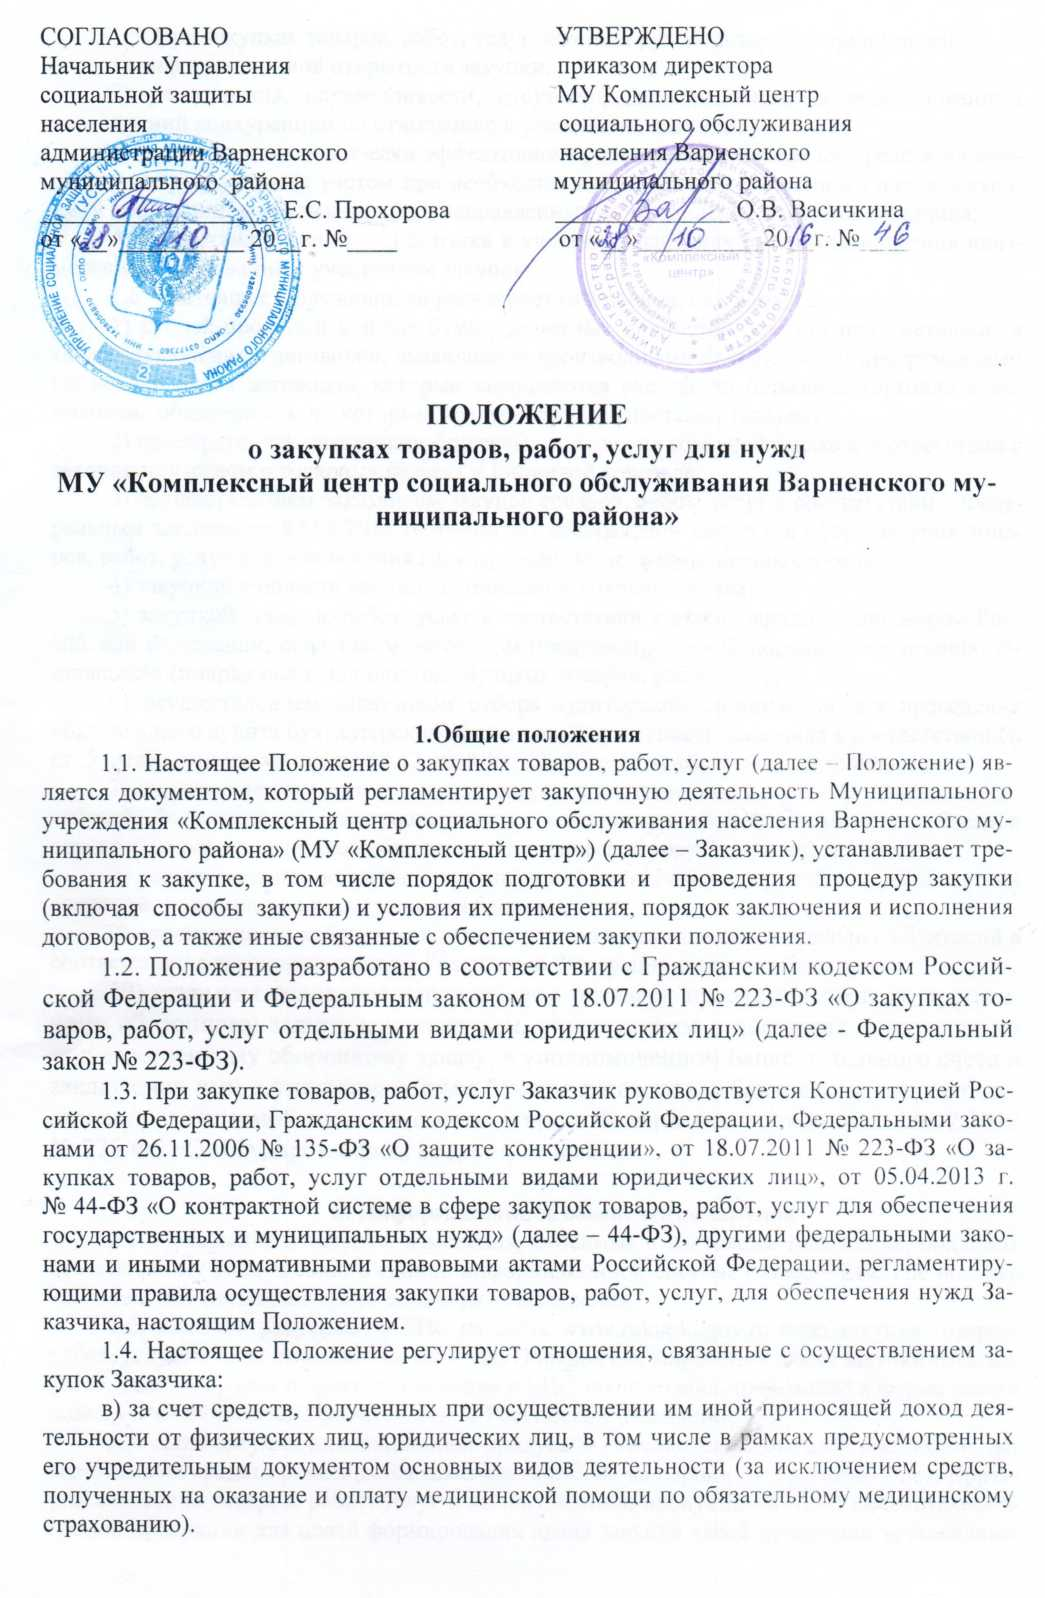 СОГЛАСОВАНО
Начальник Управления
социальной защиты
населения
администрации Варненского
муниципального района
Е.С. Прохорова
от «28» 10 20 г. №
УТВЕРЖДЕНО
приказом директора
МУ Комплексный центр
социального обслуживания
населения Варненского
муниципального района
О.В. Васичкина
от «28» 10 2016 г. № 46
«Комплексный
центр»
2
ПОЛОЖЕНИЕ
о закупках товаров, работ, услуг для нужд
МУ «Комплексный центр социального обслуживания Варненского му-
ниципального района»
1.Общие положения
1.1. Настоящее Положение о закупках товаров, работ, услуг (далее – Положение) яв-
ляется документом, который регламентирует закупочную деятельность Муниципального
учреждения «Комплексный центр социального обслуживания населения Варненского му-
ниципального района» (МУ «Комплексный центр») (далее – Заказчик), устанавливает тре-
бования к закупке, в том числе порядок подготовки и проведения процедур закупки
(включая способы закупки) и условия их применения, порядок заключения и исполнения
договоров, а также иные связанные с обеспечением закупки положения.
1.2. Положение разработано в соответствии с Гражданским кодексом Россий-
ской Федерации и Федеральным законом от 18.07.2011 № 223-ФЗ «О закупках то-
варов, работ, услуг отдельными видами юридических лиц» (далее - Федеральный
закон № 223-ФЗ).
1.3. При закупке товаров, работ, услуг Заказчик руководствуется Конституцией Рос-
сийской Федерации, Гражданским кодексом Российской Федерации, Федеральными зако-
нами от 26.11.2006 № 135-ФЗ «О защите конкуренции», от 18.07.2011 № 223-ФЗ «О за-
купках товаров, работ, услуг отдельными видами юридических лиц», от 05.04.2013 г.
№ 44-ФЗ «О контрактной системе в сфере закупок товаров, работ, услуг для обеспечения
государственных и муниципальных нужд» (далее – 44-ФЗ), другими федеральными зако-
нами и иными нормативными правовыми актами Российской Федерации, регламентиру-
ющими правила осуществления закупки товаров, работ, услуг, для обеспечения нужд За-
казчика, настоящим Положением.
1.4. Настоящее Положение регулирует отношения, связанные с осуществлением за-
купок Заказчика:
в) за счет средств, полученных при осуществлении им иной приносящей доход дея-
тельности от физических лиц, юридических лиц, в том числе в рамках предусмотренных
его учредительным документом основных видов деятельности (за исключением средств,
полученных на оказание и оплату медицинской помощи по обязательному медицинскому
страхованию).